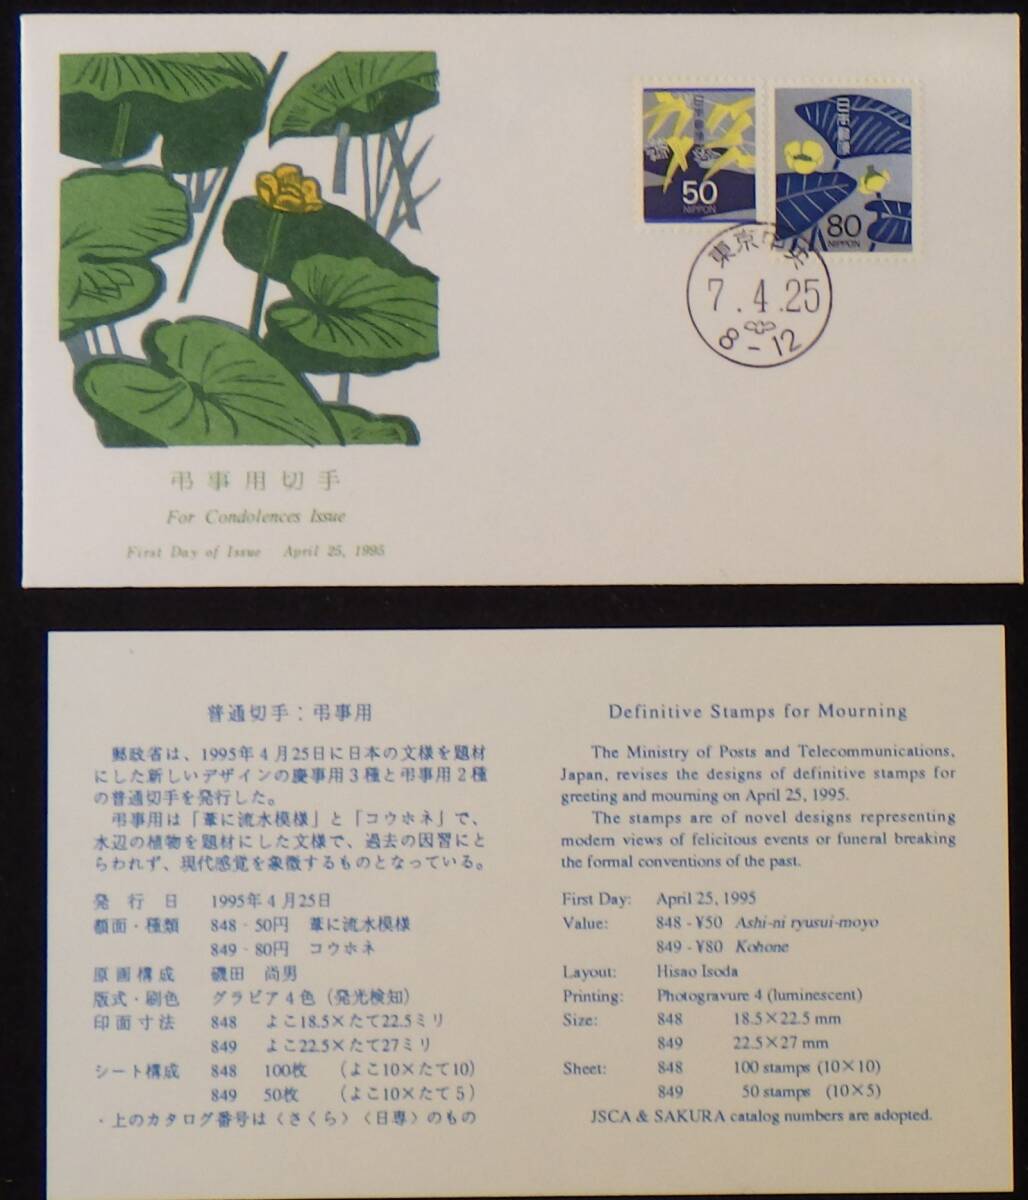 日本郵便
50
NIPPON
日本郵便
80
NIPPON
東京中央
7.4.25
8-12
弔事用切手
For Condolences Issue
First Day of Issue April 25, 1995
普通切手：弔事用
郵政省は、1995年4月25日に日本の文様を題材
にした新しいデザインの慶事用3種と弔事用2種
の普通切手を発行した。
弔事用は「葦に流水模様」と「コウホネ」で、
水辺の植物を題材にした文様で、過去の因習にと
らわれず、現代感覚を象徴するものとなっている。
発行日 1995年4月25日
額面・種類 848-50円 葦に流水模様
849-80円 コウホネ
原画構成 磯田 尚男
版式・刷色 グラビア4色（発光検知）
印面寸法 848 よこ18.5×たて22.5ミリ
849 よこ22.5×たて27ミリ
シート構成 848 100枚 （よこ10×たて10）
849 50枚 （よこ10×たて5）
・上のカタログ番号は〈さくら〉〈日専〉のもの
Definitive Stamps for Mourning
The Ministry of Posts and Telecommunications,
Japan, revises the designs of definitive stamps for
greeting and mourning on April 25, 1995.
The stamps are of novel designs representing
modern views of felicitous events or funeral breaking
the formal conventions of the past.
First Day: April 25, 1995
Value: 848 - ¥50 Ashi-ni ryusui-moyo
849 - ¥80 Kohone
Layout: Hisao Isoda
Printing: Photogravure 4 (luminescent)
Size: 848 18.5×22.5 mm
849 22.5×27 mm
Sheet: 848 100 stamps (10×10)
849 50 stamps (10×5)
JSCA & SAKURA catalog numbers are adopted.